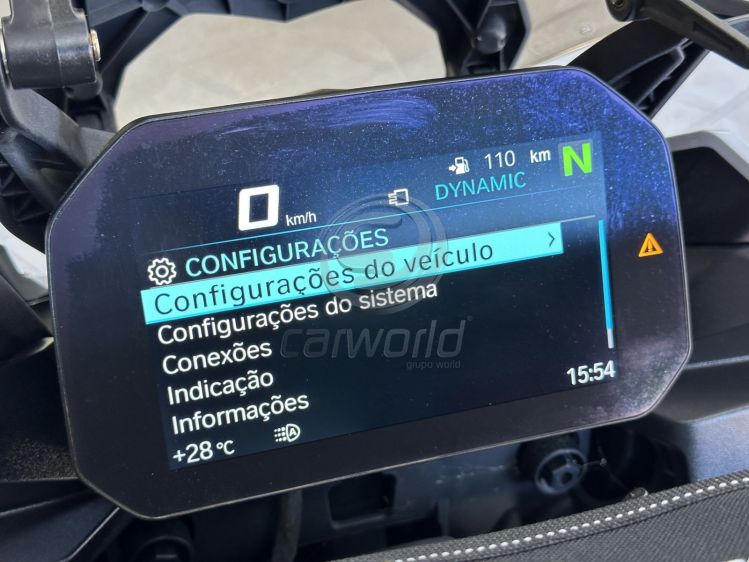 110 km N
0 km/h
DYNAMIC
CONFIGURAÇÕES
Configurações do veículo
Configurações do sistema
Conexões
Indicação
Informações
15:54
+28 °C
A
carworld®
grupo world